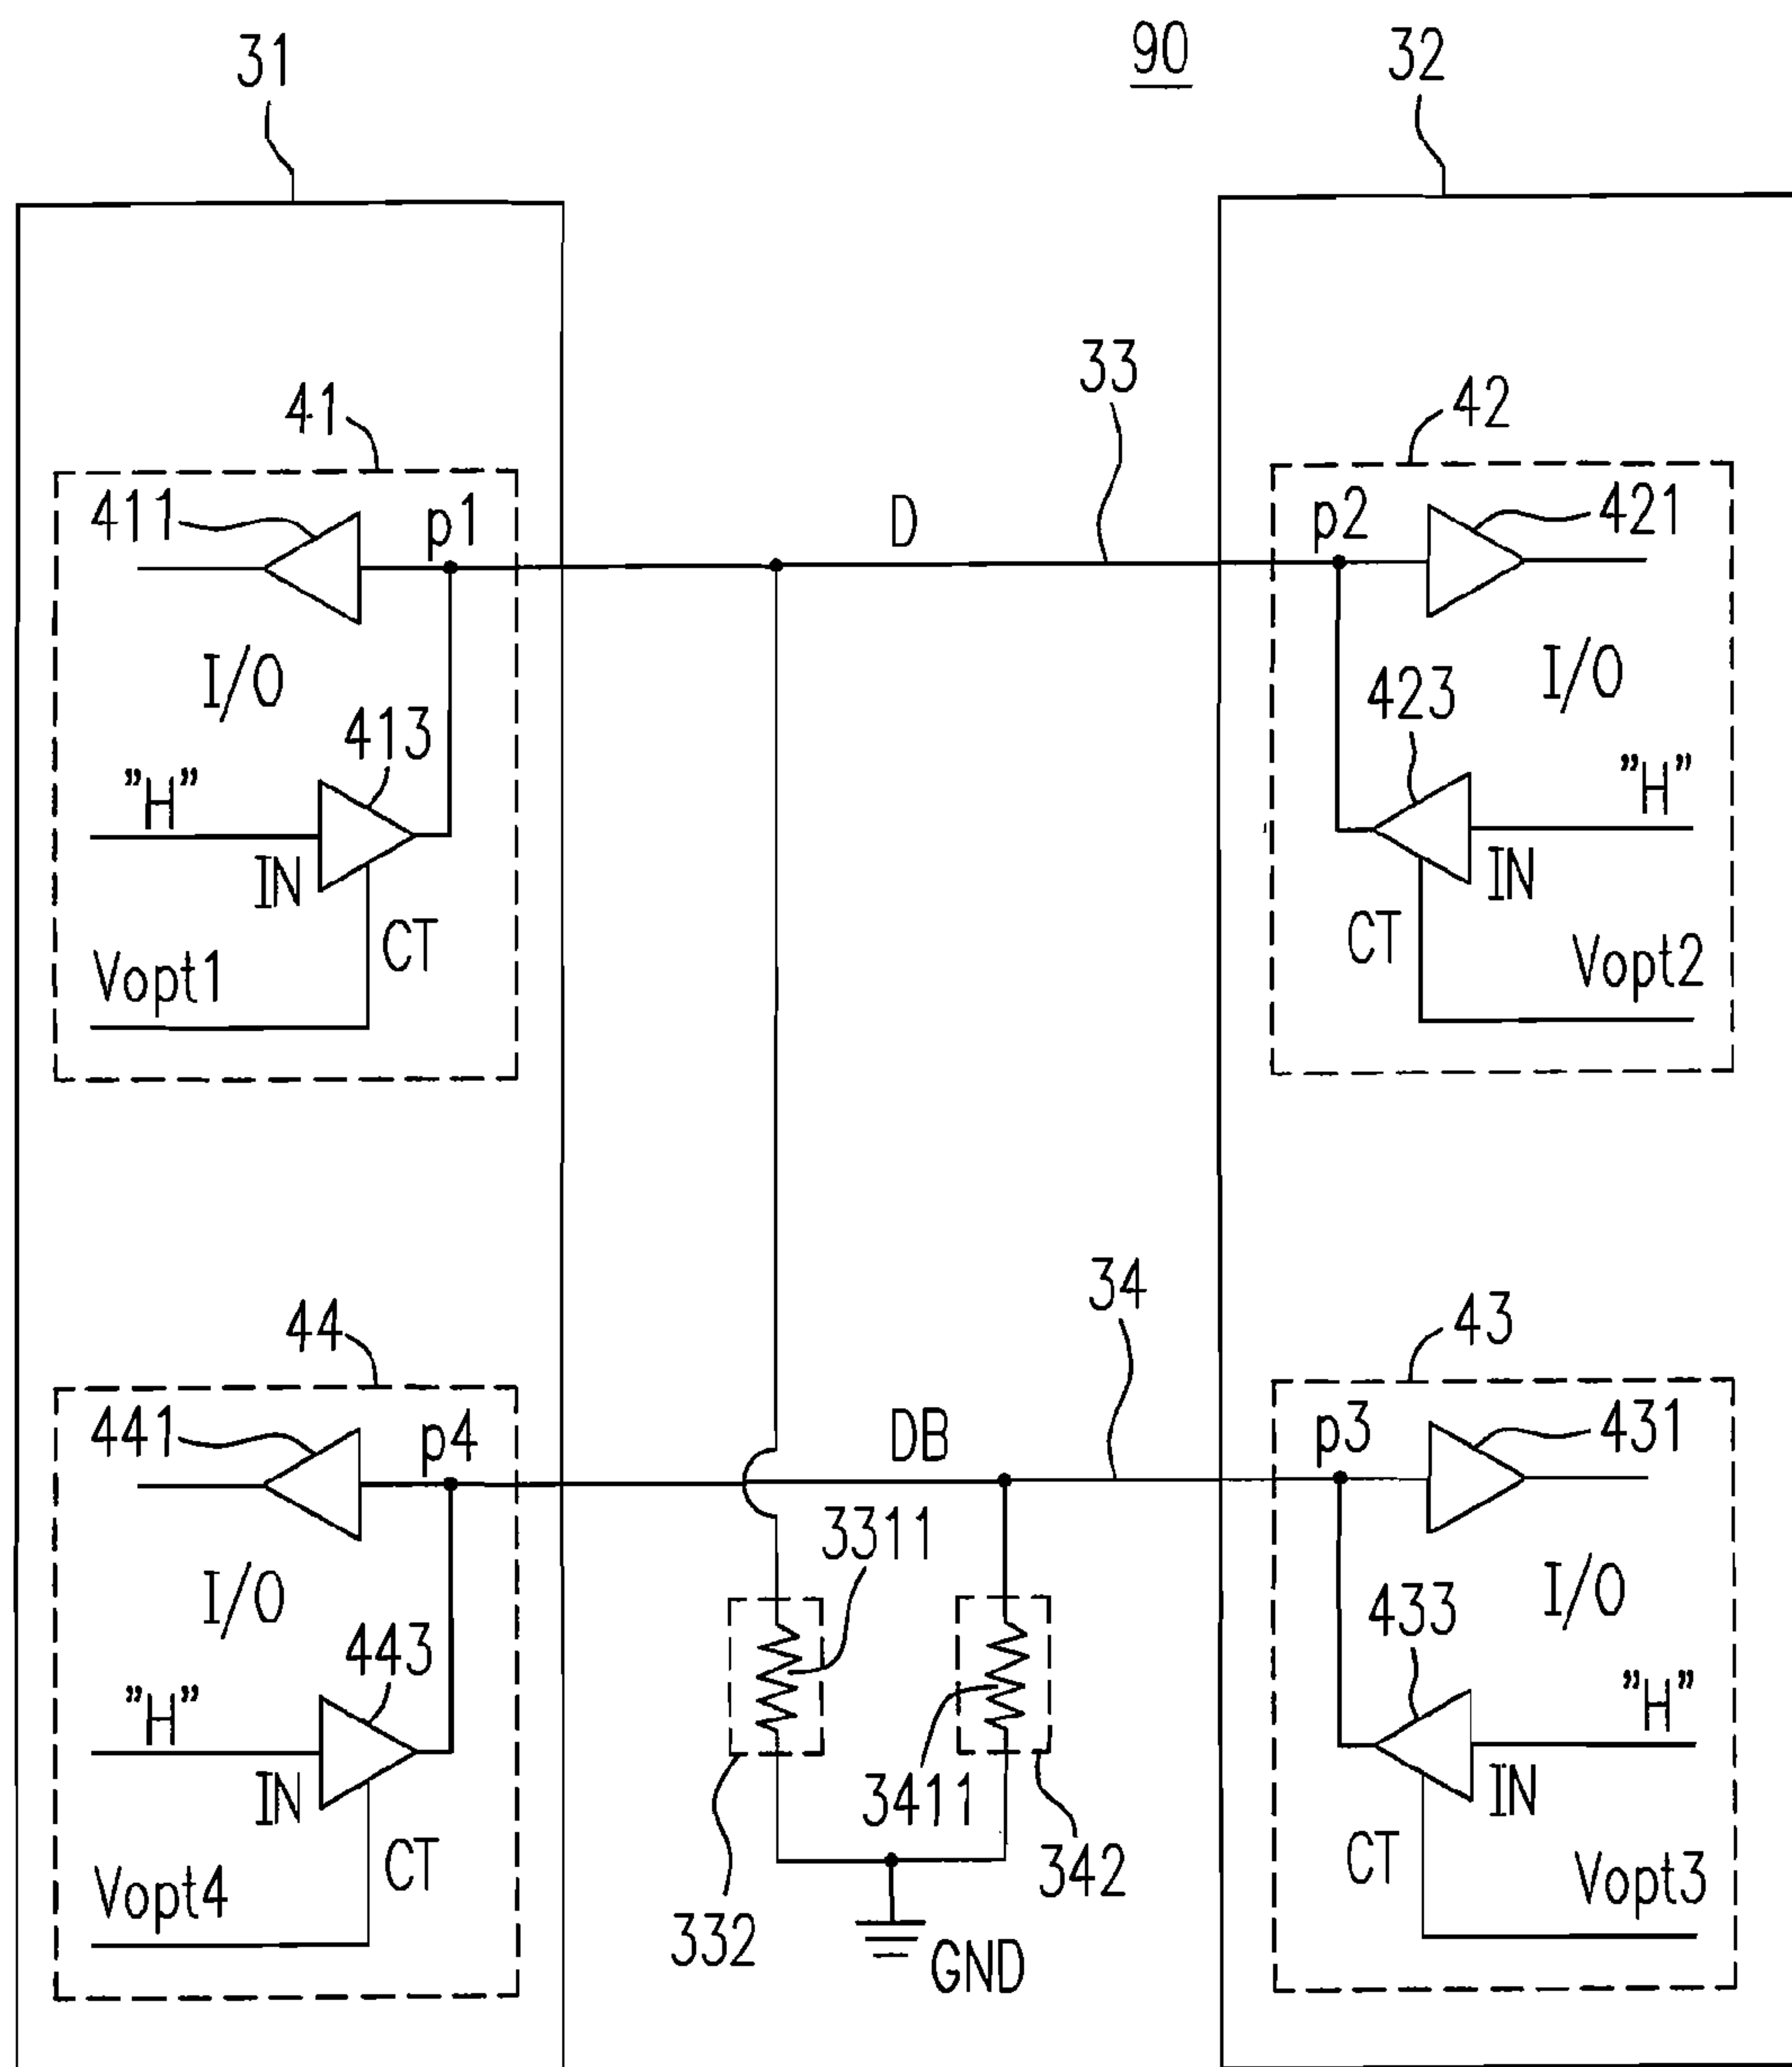 90
31
32
33
41
42
411
p1
D
p2
421
I/O
I/O
413
423
"H"
"H"
IN
IN
CT
CT
Vopt1
Vopt2
34
44
43
441
p4
DB
p3
431
3311
I/O
I/O
443
433
"H"
"H"
IN
3411
IN
CT
342
CT
Vopt4
Vopt3
332
GND